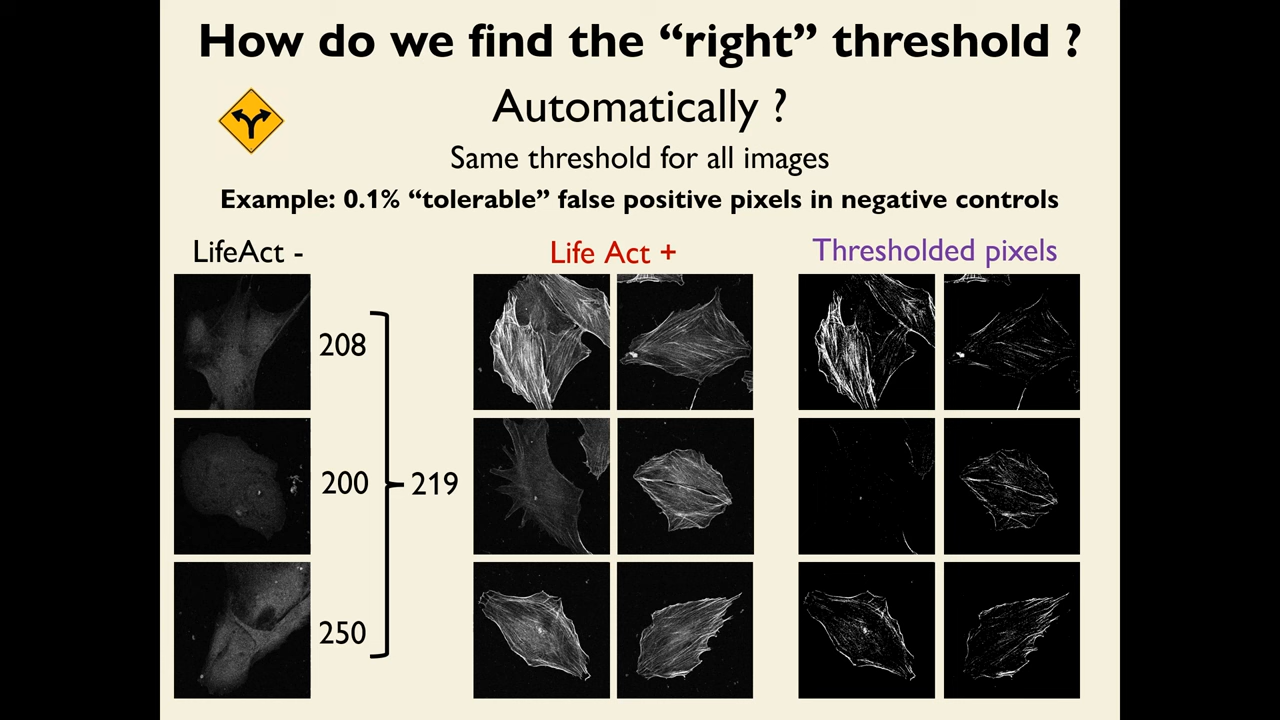 How do we find the “right” threshold ?
Automatically ?
Same threshold for all images
Example: 0.1% “tolerable” false positive pixels in negative controls
LifeAct -
Life Act +
Thresholded pixels
208
200
219
250